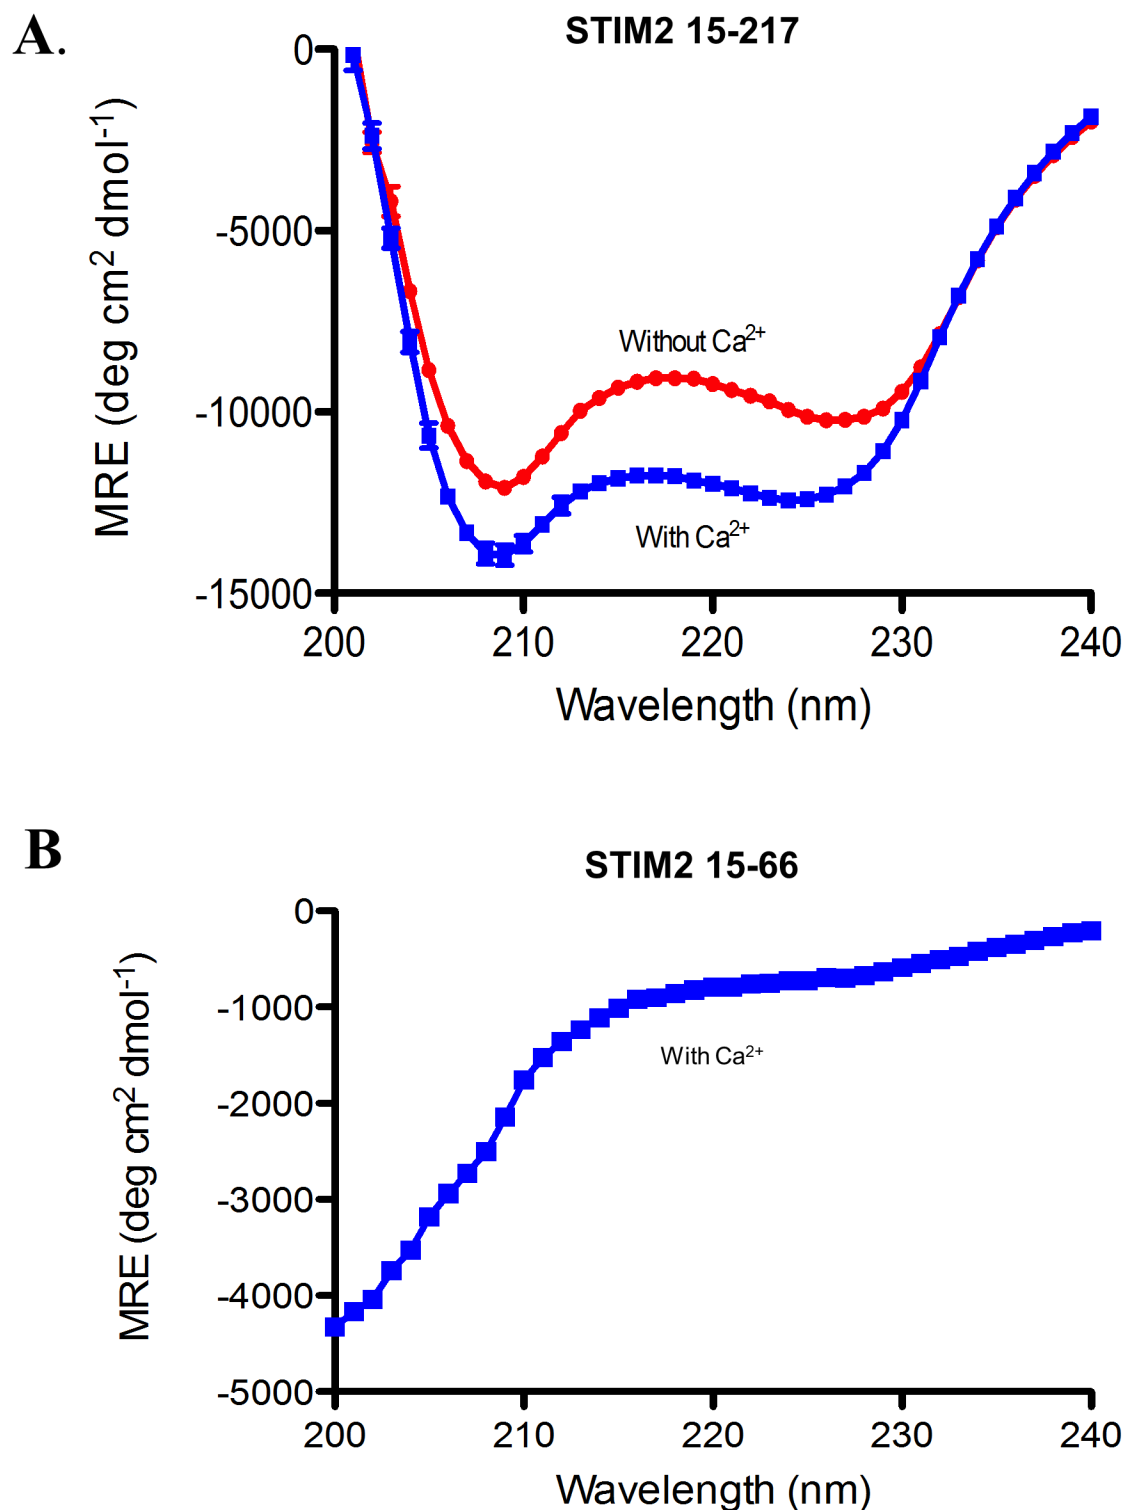 A.
STIM2 15-217
MRE (deg cm² dmol⁻¹)
0
-5000
-10000
-15000
Without Ca²⁺
With Ca²⁺
200 210 220 230 240
Wavelength (nm)
B
STIM2 15-66
MRE (deg cm² dmol⁻¹)
0
-1000
-2000
-3000
-4000
-5000
With Ca²⁺
200 210 220 230 240
Wavelength (nm)